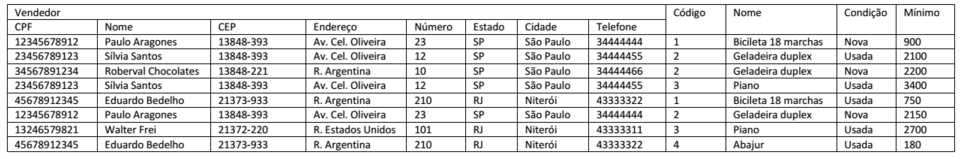 Vendedor Código Nome Condição Mínimo
CPF Nome CEP Endereço Número Estado Cidade Telefone
12345678912 Paulo Aragones 13848-393 Av. Cel. Oliveira 23 SP São Paulo 34444444 1 Bicileta 18 marchas Nova 900
23456789123 Sílvia Santos 13848-393 Av. Cel. Oliveira 12 SP São Paulo 34444455 2 Geladeira duplex Usada 2100
34567891234 Roberval Chocolates 13848-221 R. Argentina 10 SP São Paulo 34444466 2 Geladeira duplex Nova 2200
23456789123 Sílvia Santos 13848-393 Av. Cel. Oliveira 12 SP São Paulo 34444455 3 Piano Usada 3400
45678912345 Eduardo Bedelho 21373-933 R. Argentina 210 RJ Niterói 43333322 1 Bicileta 18 marchas Usada 750
12345678912 Paulo Aragones 13848-393 Av. Cel. Oliveira 23 SP São Paulo 34444444 2 Geladeira duplex Nova 2150
13246579821 Walter Frei 21372-220 R. Estados Unidos 101 RJ Niterói 43333311 3 Piano Usada 2700
45678912345 Eduardo Bedelho 21373-933 R. Argentina 210 RJ Niterói 43333322 4 Abajur Usada 180